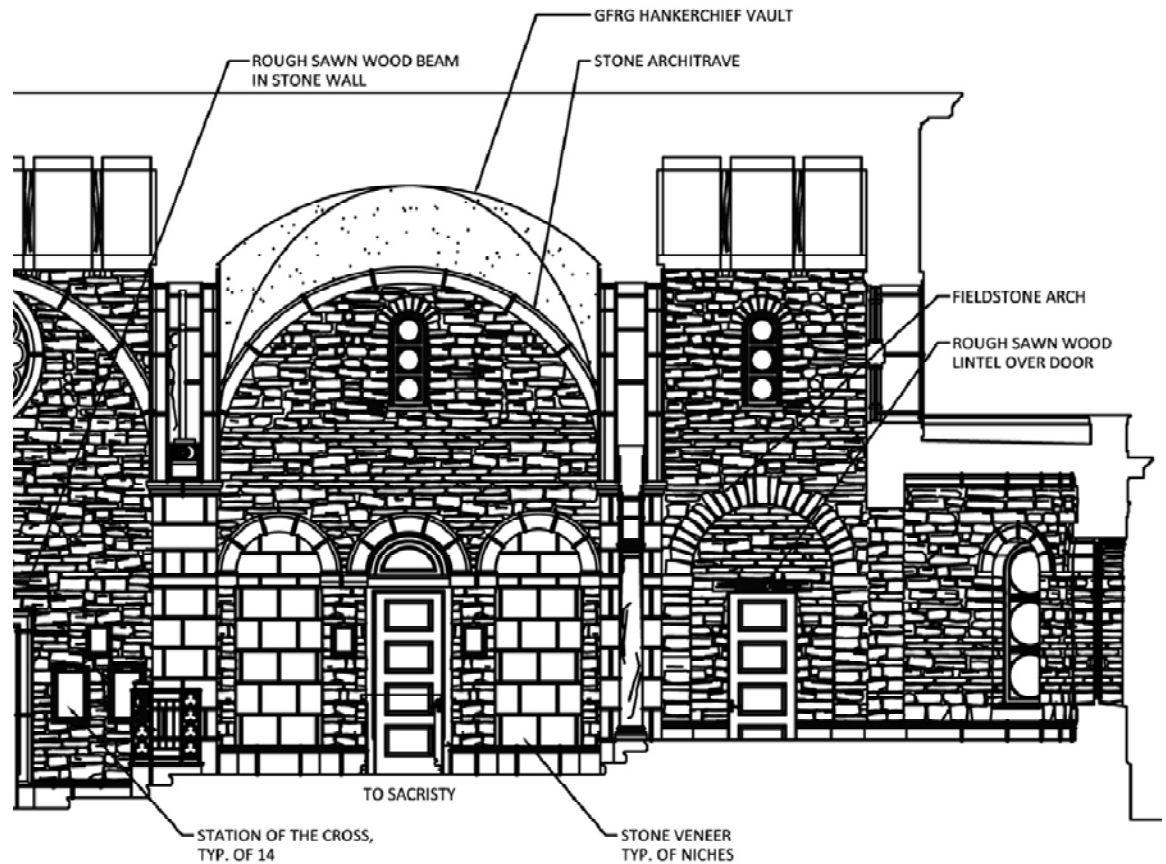 GFRG HANKERCHIEF VAULT
ROUGH SAWN WOOD BEAM
IN STONE WALL
STONE ARCHITRAVE
FIELDSTONE ARCH
ROUGH SAWN WOOD
LINTEL OVER DOOR
TO SACRISTY
STATION OF THE CROSS,
TYP. OF 14
STONE VENEER
TYP. OF NICHES